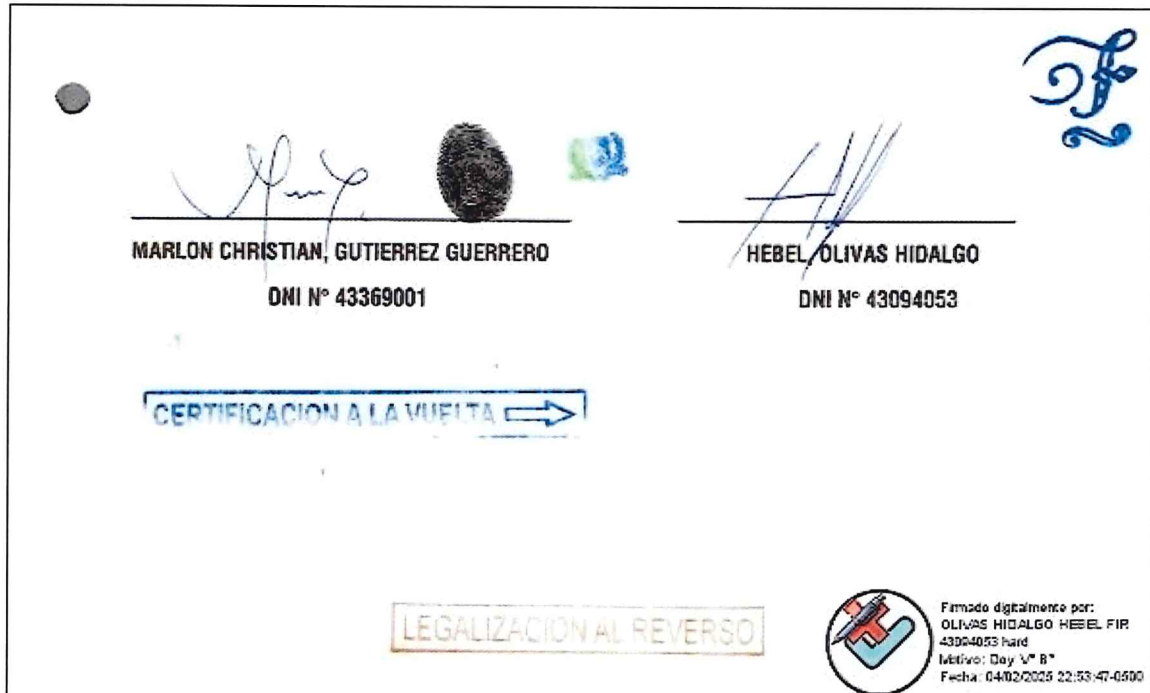 F
MARLON CHRISTIAN, GUTIERREZ GUERRERO
DNI N° 43369001
HEBEL, OLIVAS HIDALGO
DNI N° 43094053
CERTIFICACION A LA VUELTA
LEGALIZACION AL REVERSO
Firmado digitalmente por:
OLIVAS HIDALGO HEBEL FIR
43094053 hard
Motivo: Doy V° B°
Fecha: 04/02/2025 22:53:47-0500